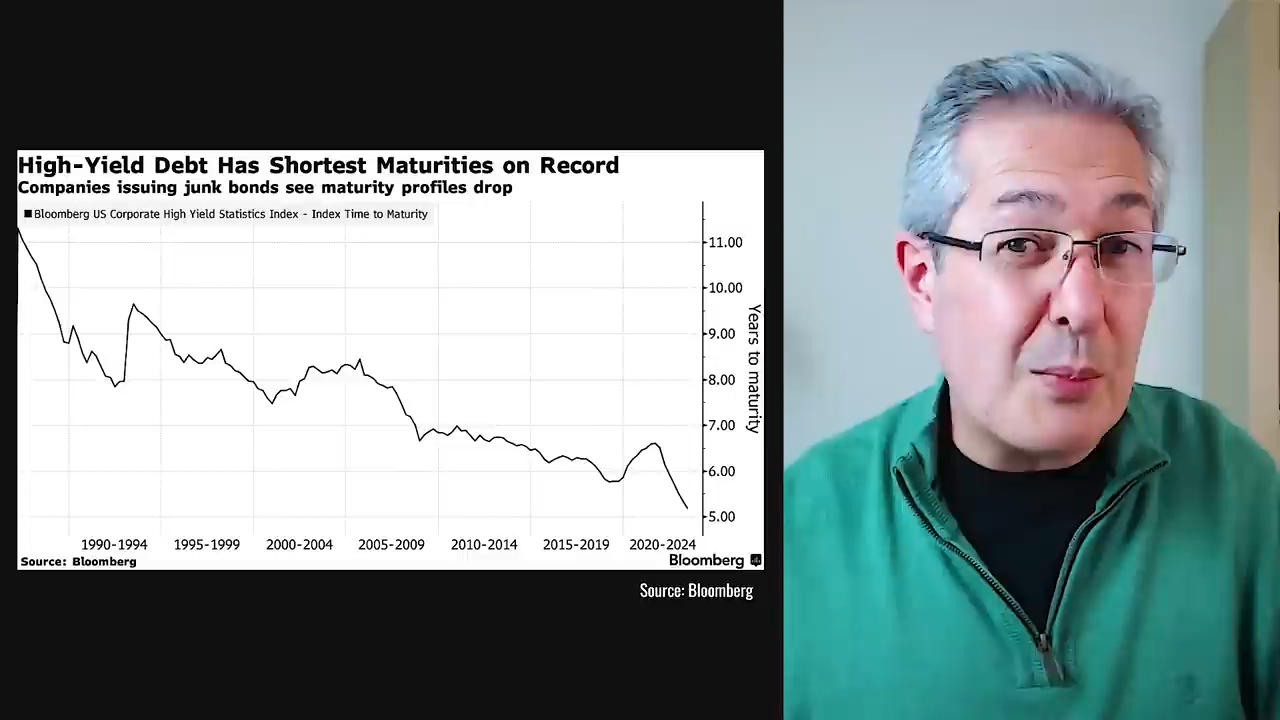 High-Yield Debt Has Shortest Maturities on Record
Companies issuing junk bonds see maturity profiles drop
Bloomberg US Corporate High Yield Statistics Index - Index Time to Maturity
11.00
10.00
9.00
8.00
7.00
6.00
5.00
Years to maturity
1990-1994 1995-1999 2000-2004 2005-2009 2010-2014 2015-2019 2020-2024
Source: Bloomberg Bloomberg
Source: Bloomberg